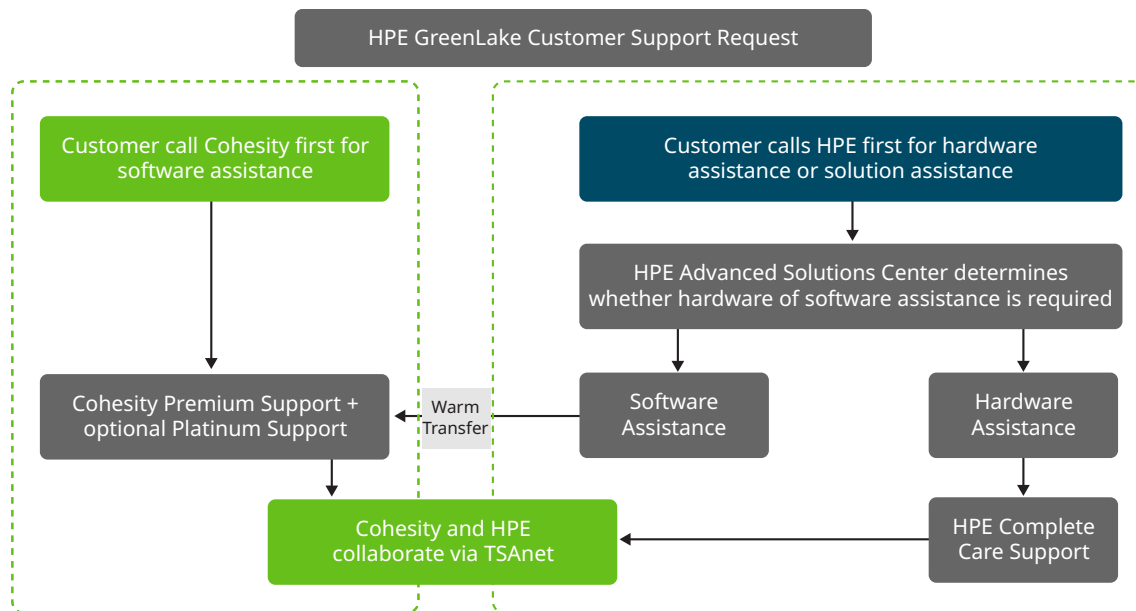 HPE GreenLake Customer Support Request
Customer call Cohesity first for
software assistance
Customer calls HPE first for hardware
assistance or solution assistance
HPE Advanced Solutions Center determines
whether hardware of software assistance is required
Cohesity Premium Support +
optional Platinum Support
Warm
Transfer
Software
Assistance
Hardware
Assistance
Cohesity and HPE
collaborate via TSAnet
HPE Complete
Care Support